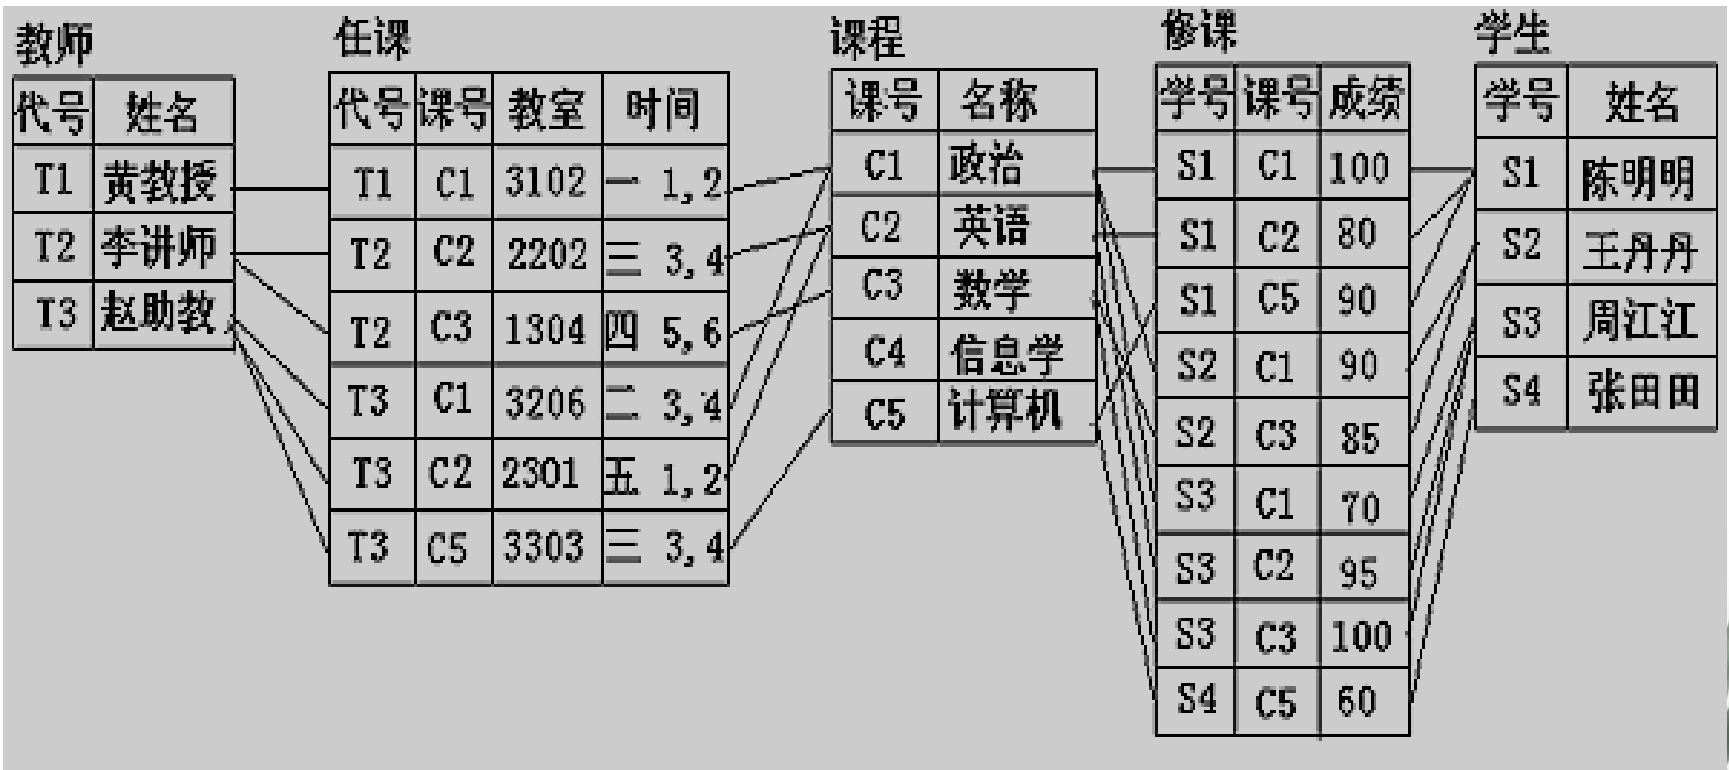 教师
代号 姓名
T1 黄教授
T2 李讲师
T3 赵助教
任课
代号 课号 教室 时间
T1 C1 3102 一 1,2
T2 C2 2202 三 3,4
T2 C3 1304 四 5,6
T3 C1 3206 二 3,4
T3 C2 2301 五 1,2
T3 C5 3303 三 3,4
课程
课号 名称
C1 政治
C2 英语
C3 数学
C4 信息学
C5 计算机
修课
学号 课号 成绩
S1 C1 100
S1 C2 80
S1 C5 90
S2 C1 90
S2 C3 85
S3 C1 70
S3 C2 95
S3 C3 100
S4 C5 60
学生
学号 姓名
S1 陈明明
S2 王丹丹
S3 周江江
S4 张田田